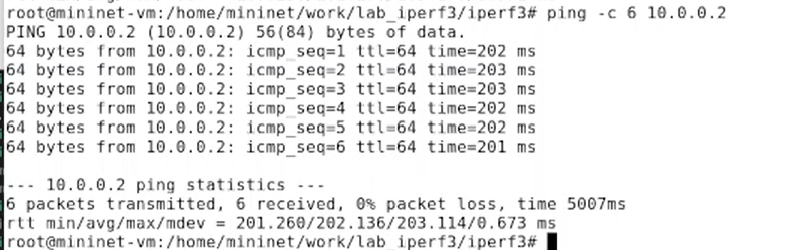 root@mininet-vm:/home/mininet/work/lab_iperf3/iperf3# ping -c 6 10.0.0.2
PING 10.0.0.2 (10.0.0.2) 56(84) bytes of data.
64 bytes from 10.0.0.2: icmp_seq=1 ttl=64 time=202 ms
64 bytes from 10.0.0.2: icmp_seq=2 ttl=64 time=203 ms
64 bytes from 10.0.0.2: icmp_seq=3 ttl=64 time=203 ms
64 bytes from 10.0.0.2: icmp_seq=4 ttl=64 time=202 ms
64 bytes from 10.0.0.2: icmp_seq=5 ttl=64 time=202 ms
64 bytes from 10.0.0.2: icmp_seq=6 ttl=64 time=201 ms
--- 10.0.0.2 ping statistics ---
6 packets transmitted, 6 received, 0% packet loss, time 5007ms
rtt min/avg/max/mdev = 201.260/202.136/203.114/0.673 ms
root@mininet-vm:/home/mininet/work/lab_iperf3/iperf3#